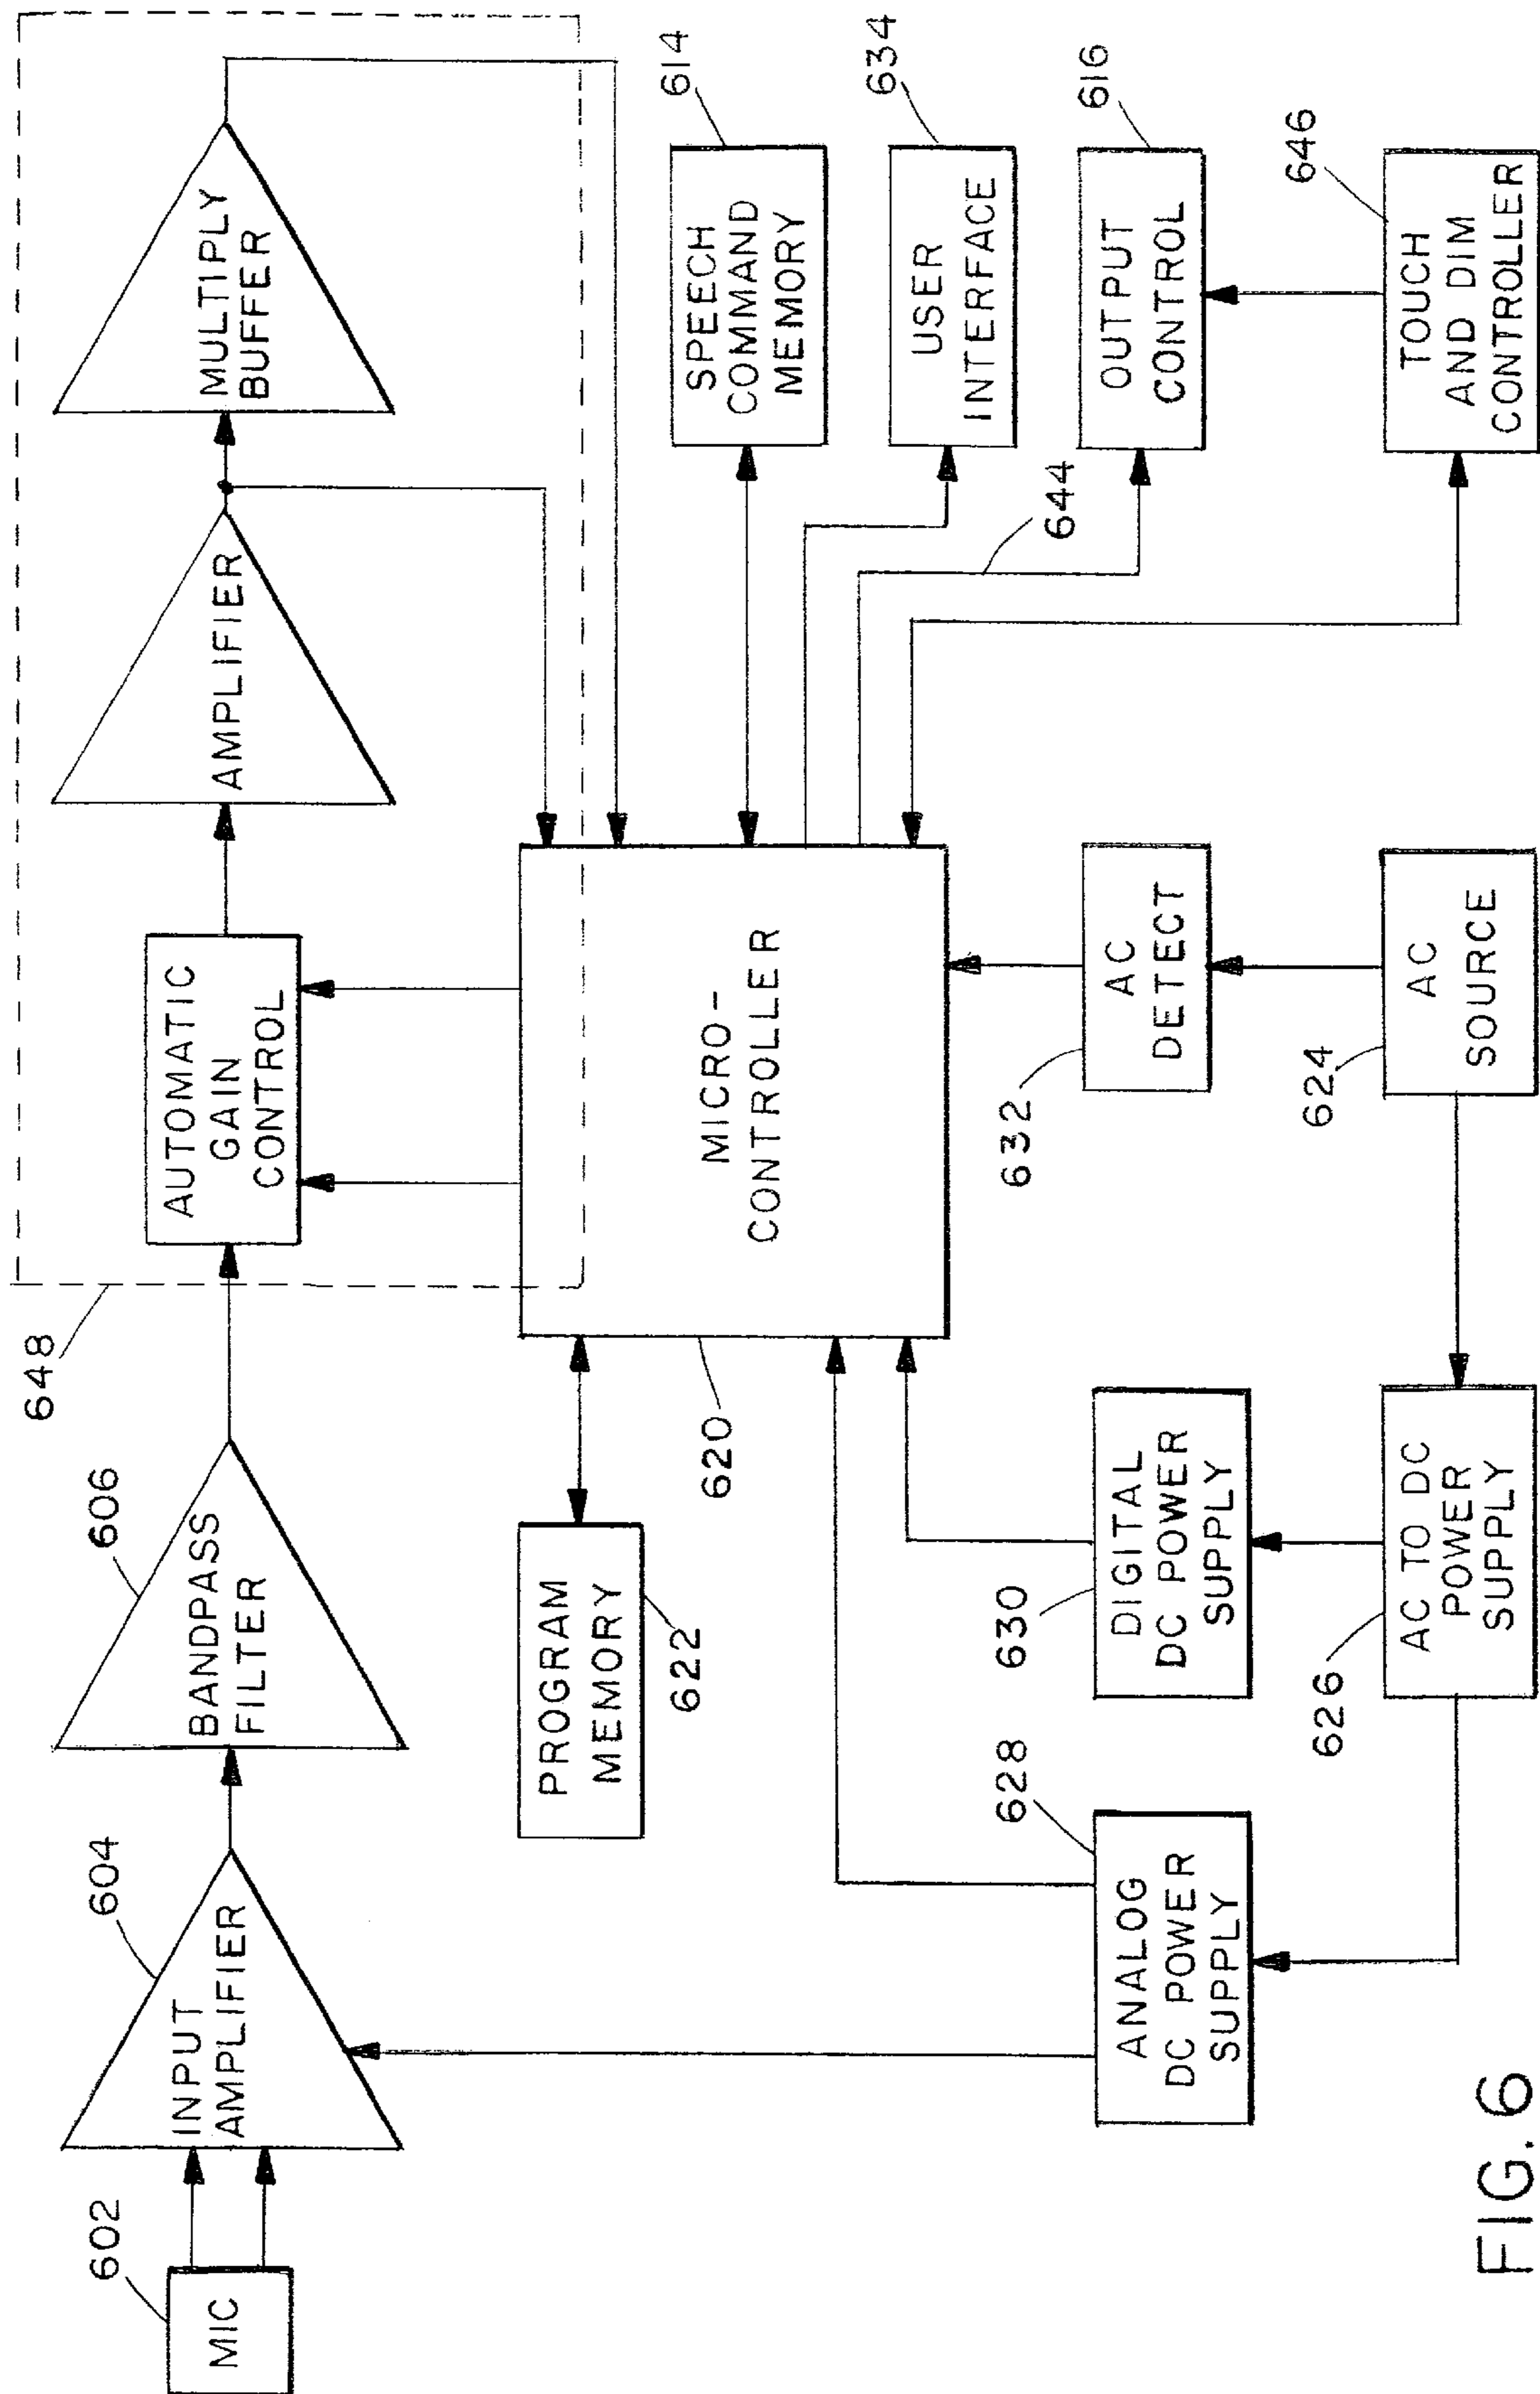 602
MIC
604
INPUT
AMPLIFIER
606
BANDPASS
FILTER
648
AUTOMATIC
GAIN
CONTROL
AMPLIFIER
MULTIPLY
BUFFER
PROGRAM
MEMORY
622
620
MICRO-
CONTROLLER
614
SPEECH
COMMAND
MEMORY
634
USER
INTERFACE
644
616
OUTPUT
CONTROL
646
TOUCH
AND DIM
CONTROLLER
628
ANALOG
DC POWER
SUPPLY
630
DIGITAL
DC POWER
SUPPLY
632
AC
DETECT
626
AC TO DC
POWER
SUPPLY
624
AC
SOURCE
FIG. 6